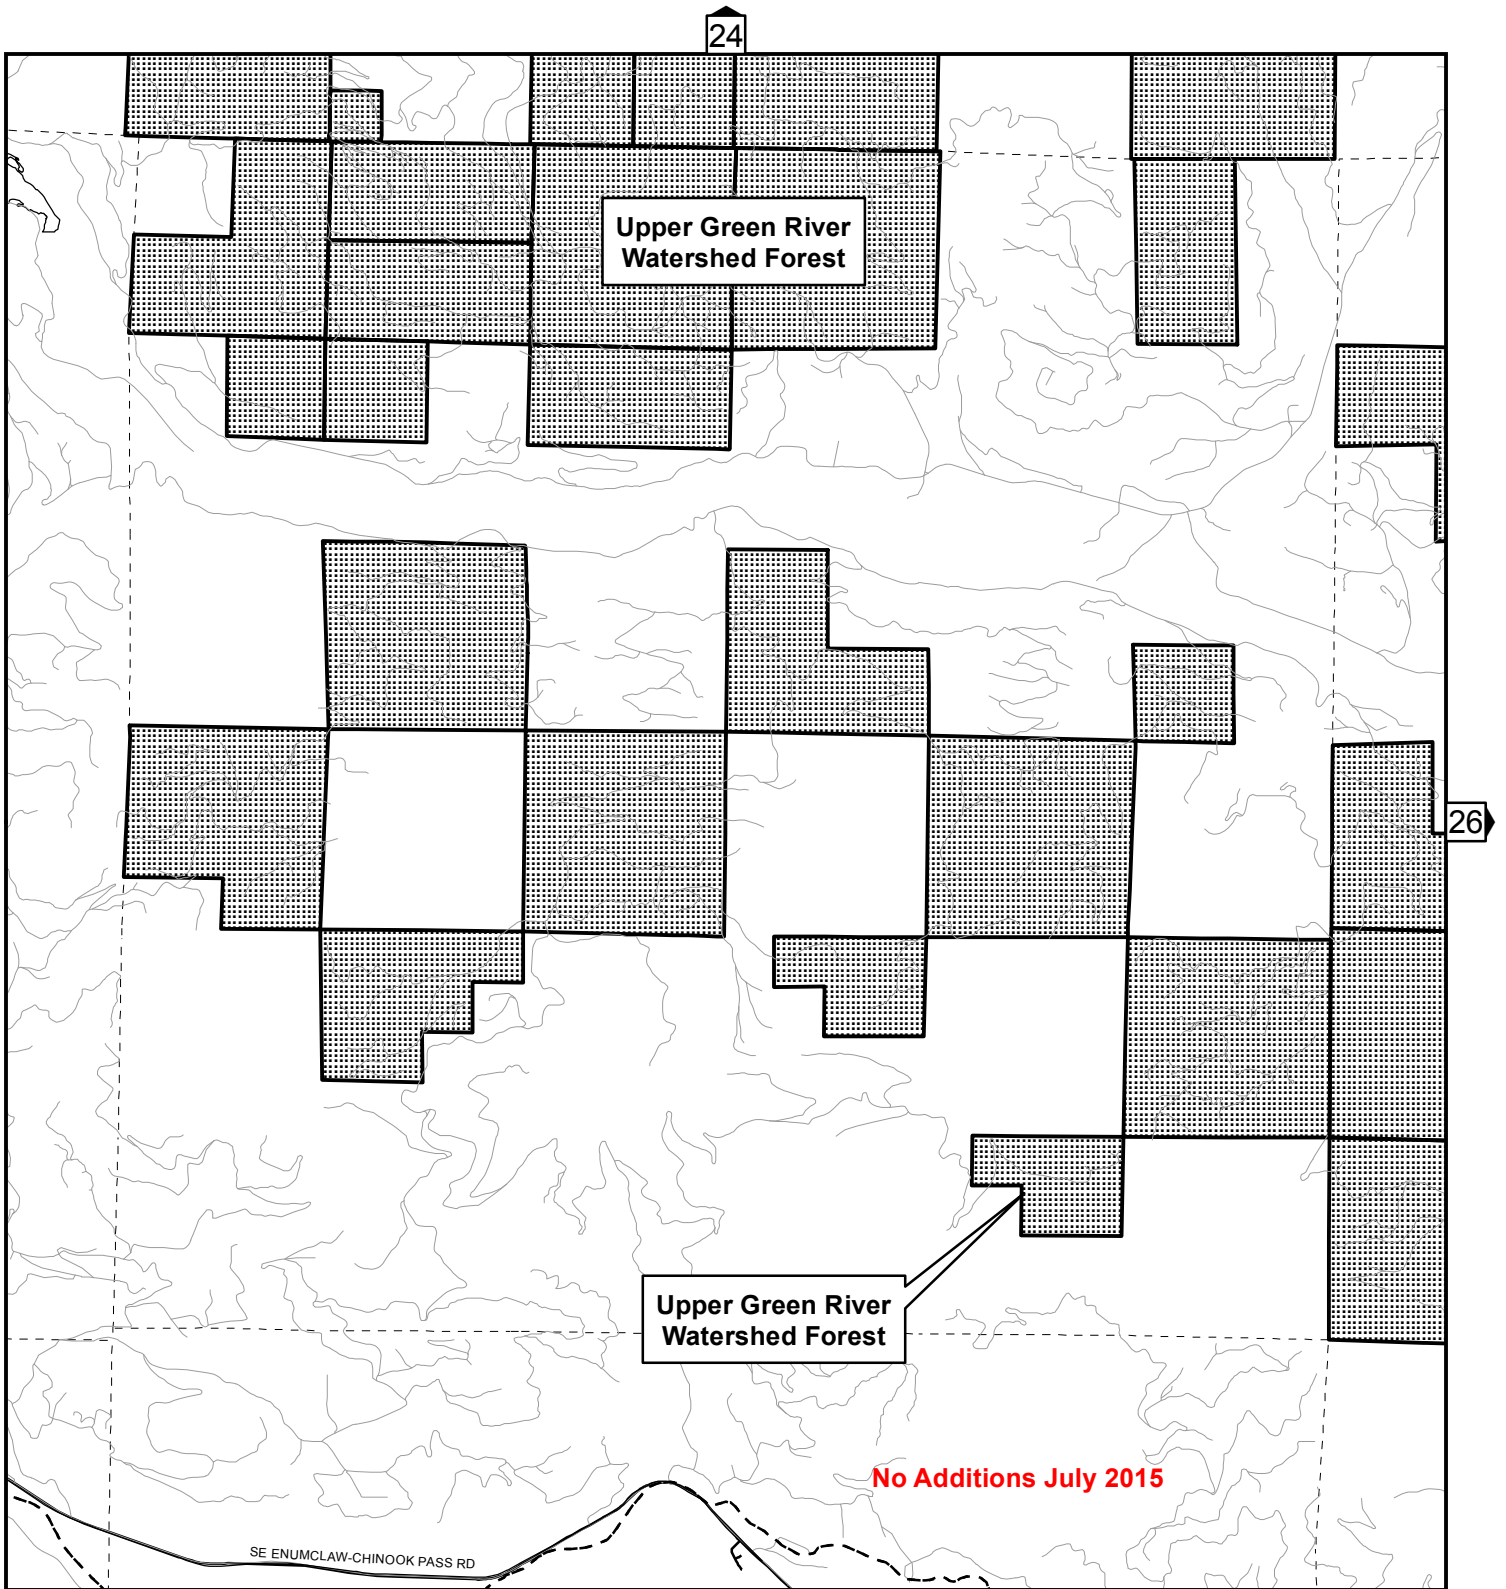 24
Upper Green River
Watershed Forest
26
Upper Green River
Watershed Forest
No Additions July 2015
SE ENUMCLAW-CHINOOK PASS RD